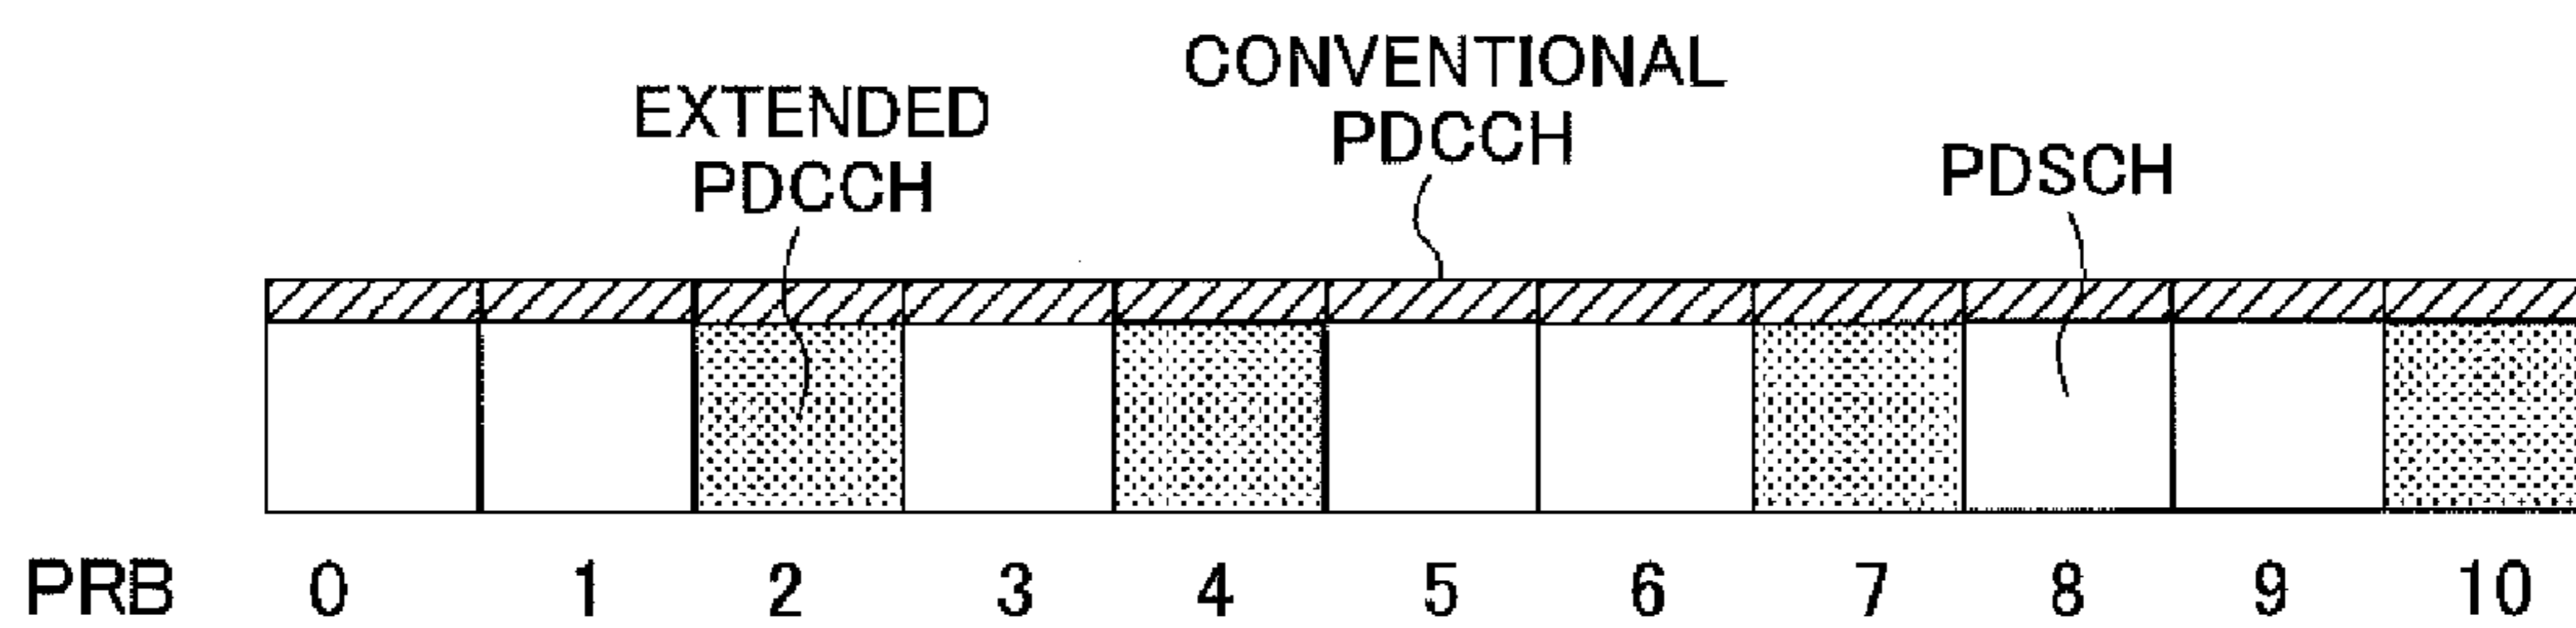 EXTENDED
PDCCH
CONVENTIONAL
PDCCH
PDSCH
PRB 0 1 2 3 4 5 6 7 8 9 10